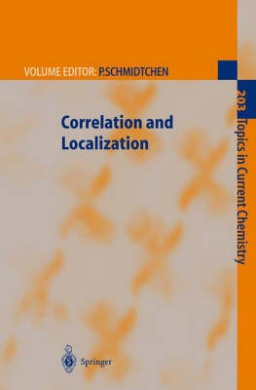 VOLUME EDITOR: P.SCHMIDTCHEN
Correlation and
Localization
203 Topics in Current Chemistry
Springer